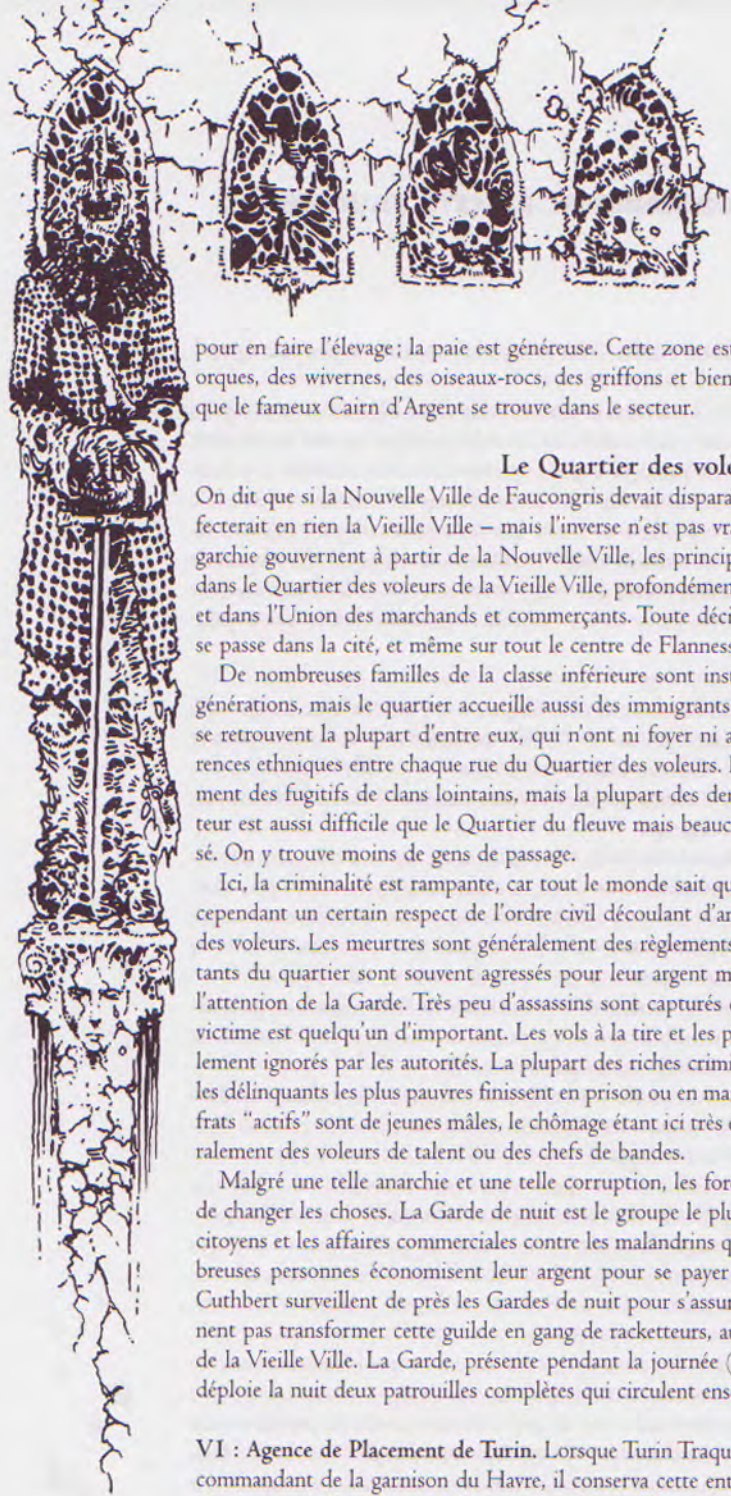 pour en faire l'élevage ; la paie est généreuse. Cette zone est
orques, des wivernes, des oiseaux-rocs, des griffons et bien
que le fameux Cairn d'Argent se trouve dans le secteur.
Le Quartier des vole
On dit que si la Nouvelle Ville de Faucongris devait dispara
fecterait en rien la Vieille Ville – mais l'inverse n'est pas vr
garchie gouvernent à partir de la Nouvelle Ville, les princip
dans le Quartier des voleurs de la Vieille Ville, profondémen
et dans l'Union des marchands et commerçants. Toute déci
se passe dans la cité, et même sur tout le centre de Flanness
De nombreuses familles de la classe inférieure sont inst
générations, mais le quartier accueille aussi des immigrants
se retrouvent la plupart d'entre eux, qui n'ont ni foyer ni a
rences ethniques entre chaque rue du Quartier des voleurs.
ment des fugitifs de clans lointains, mais la plupart des der
teur est aussi difficile que le Quartier du fleuve mais beauc
sé. On y trouve moins de gens de passage.
Ici, la criminalité est rampante, car tout le monde sait qu
cependant un certain respect de l'ordre civil découlant d'ar
des voleurs. Les meurtres sont généralement des règlements
tants du quartier sont souvent agressés pour leur argent m
l'attention de la Garde. Très peu d'assassins sont capturés
victime est quelqu'un d'important. Les vols à la tire et les p
lement ignorés par les autorités. La plupart des riches crimi
les délinquants les plus pauvres finissent en prison ou en ma
frats "actifs" sont de jeunes mâles, le chômage étant ici très
ralement des voleurs de talent ou des chefs de bandes.
Malgré une telle anarchie et une telle corruption, les for
de changer les choses. La Garde de nuit est le groupe le plu
citoyens et les affaires commerciales contre les malandrins q
breuses personnes économisent leur argent pour se payer
Cuthbert surveillent de près les Gardes de nuit pour s'assur
nent pas transformer cette guilde en gang de racketteurs, au
de la Vieille Ville. La Garde, présente pendant la journée (
déploie la nuit deux patrouilles complètes qui circulent ens
V1 : Agence de Placement de Turin. Lorsque Turin Traqu
commandant de la garnison du Havre, il conserva cette ent